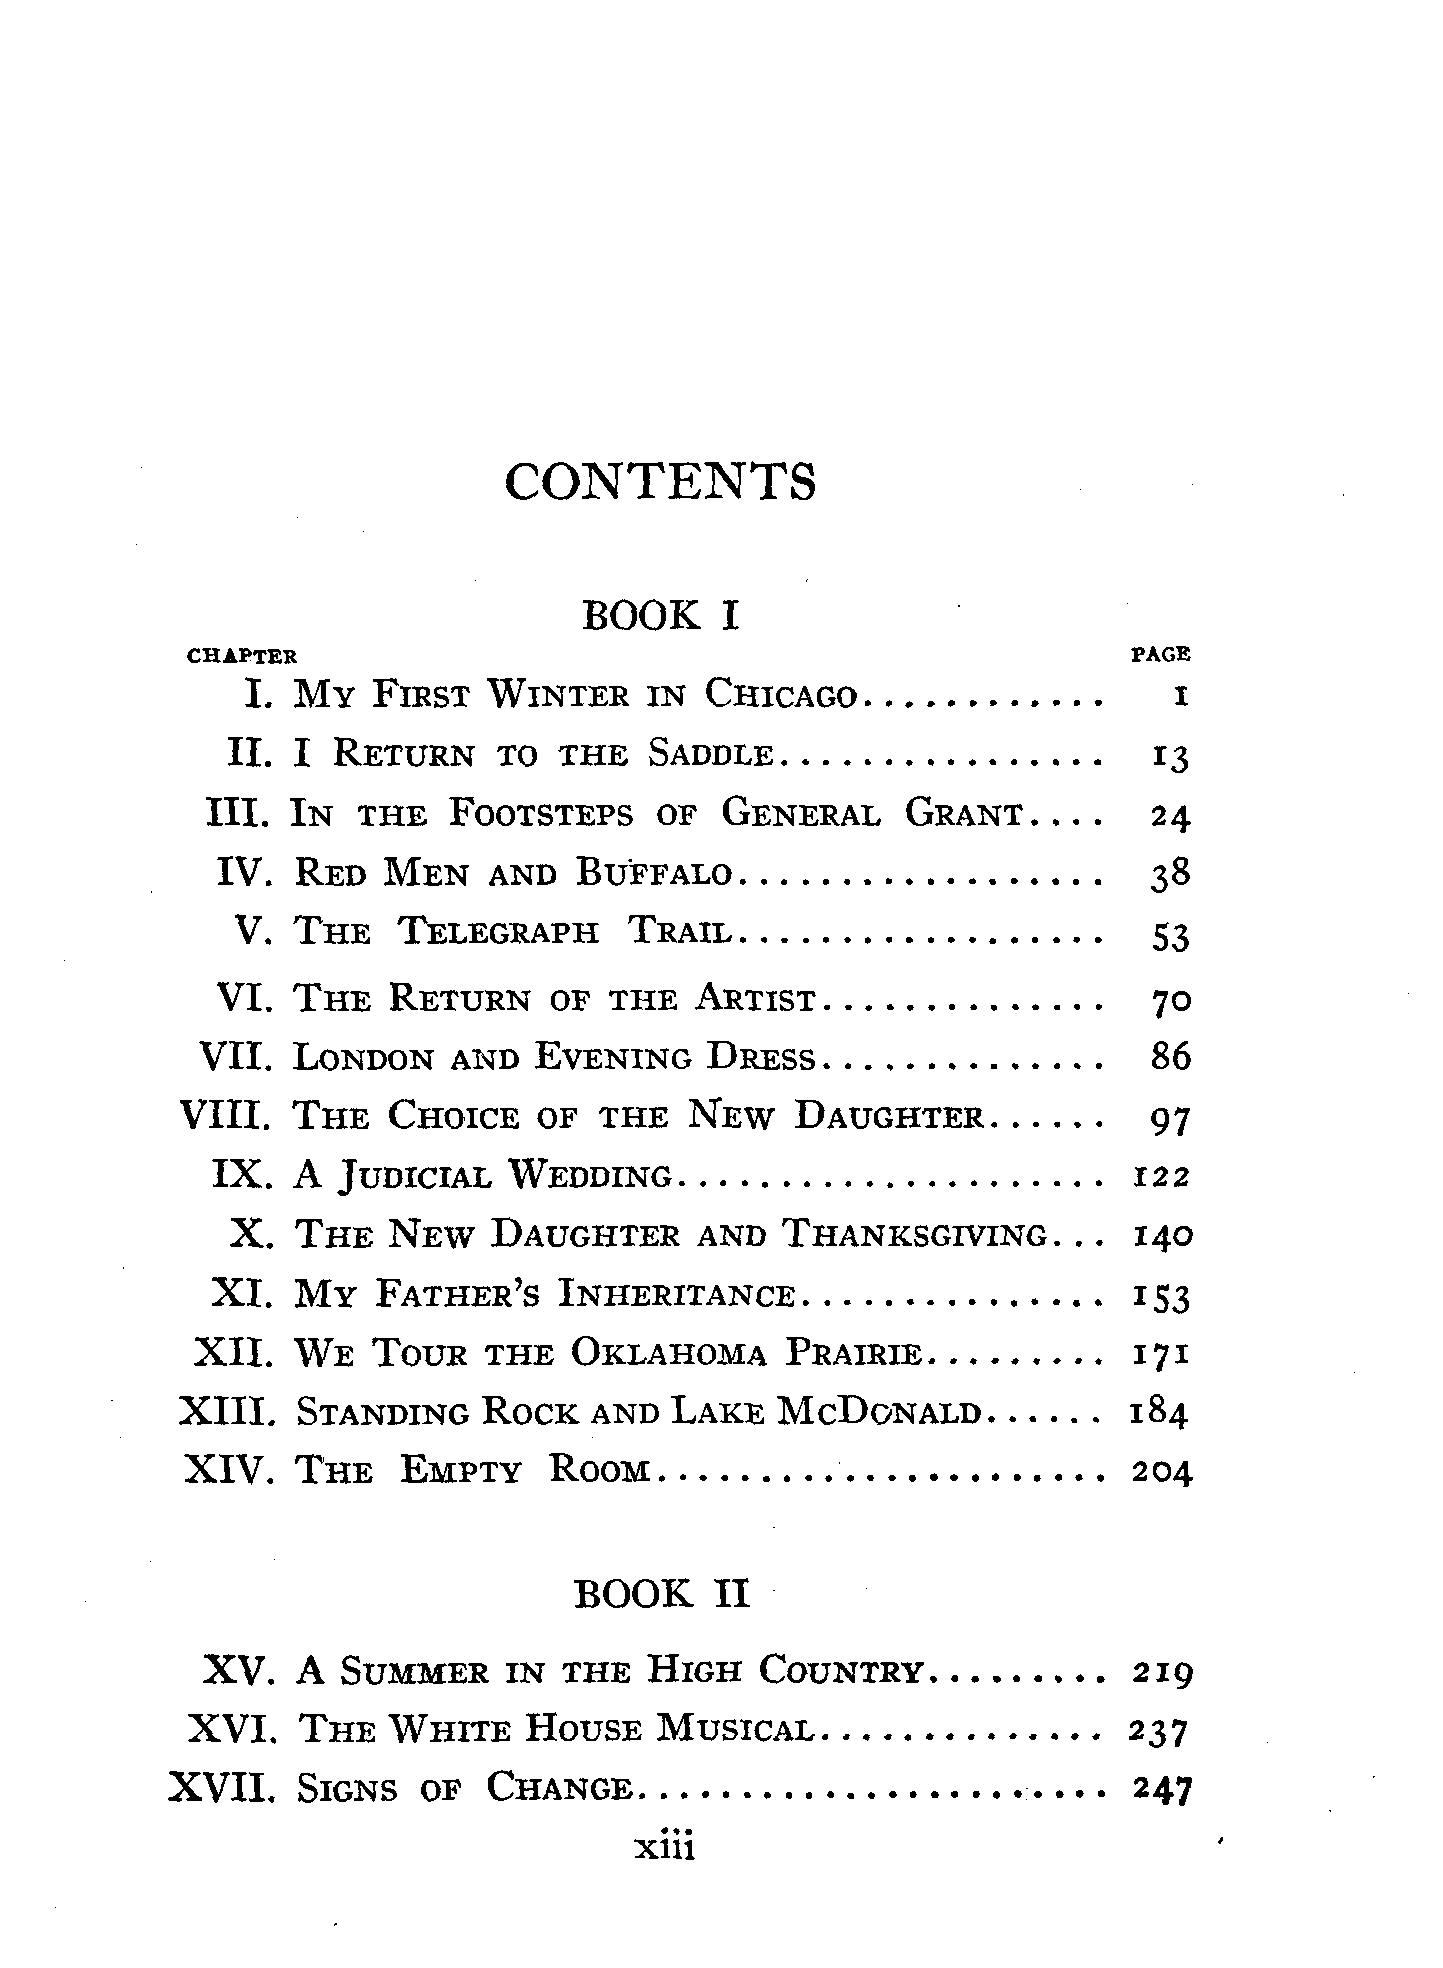 CONTENTS
BOOK I
CHAPTER PAGE
I. My First Winter in Chicago............ 1
II. I Return to the Saddle................ 13
III. In the Footsteps of General Grant.... 24
IV. Red Men and Buffalo.................. 38
V. The Telegraph Trail.................. 53
VI. The Return of the Artist.............. 70
VII. London and Evening Dress.............. 86
VIII. The Choice of the New Daughter...... 97
IX. A Judicial Wedding..................... 122
X. The New Daughter and Thanksgiving... 140
XI. My Father's Inheritance............... 153
XII. We Tour the Oklahoma Prairie......... 171
XIII. Standing Rock and Lake McDonald...... 184
XIV. The Empty Room...................... 204
BOOK II
XV. A Summer in the High Country......... 219
XVI. The White House Musical.............. 237
XVII. Signs of Change....................... 247
xiii